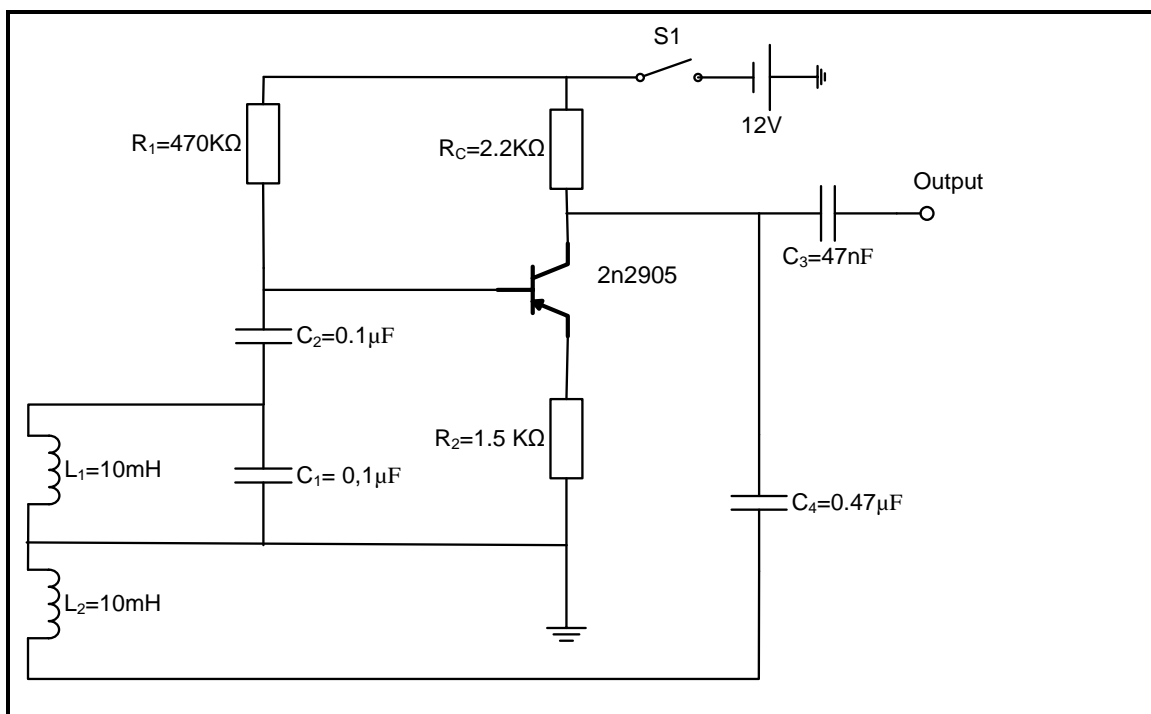 S1
12V
R₁=470KΩ
R_C=2.2KΩ
Output
C₃=47nF
2n2905
C₂=0.1μF
R₂=1.5 KΩ
L₁=10mH
C₁= 0,1μF
C₄=0.47μF
L₂=10mH